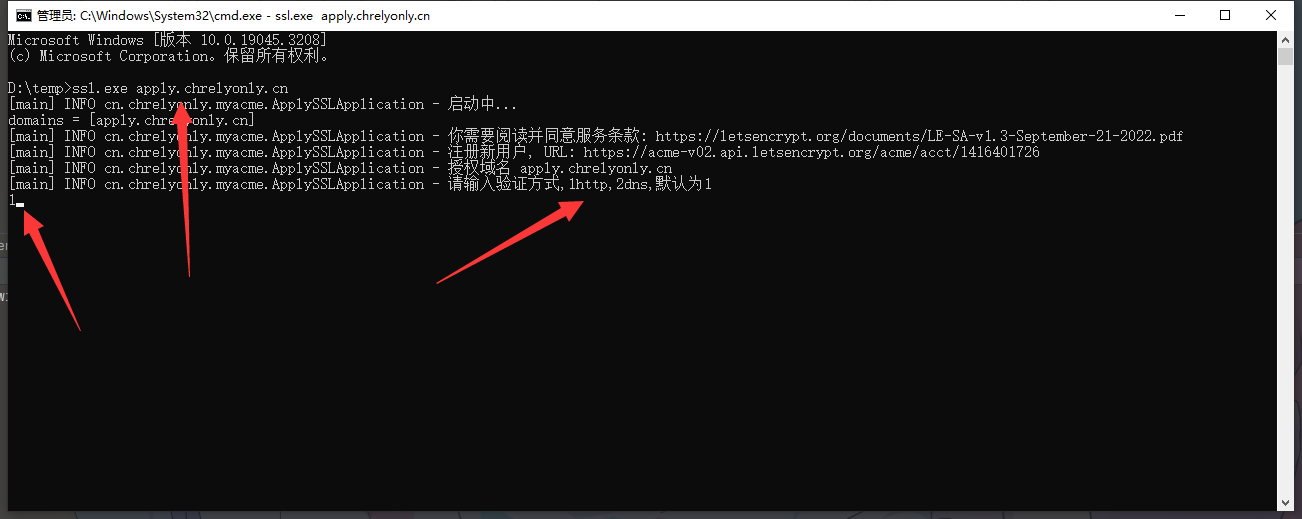 管理员: C:\Windows\System32\cmd.exe - ssl.exe  apply.chrelyonly.cn
Microsoft Windows [版本 10.0.19045.3208]
(c) Microsoft Corporation。保留所有权利。
D:\temp>ssl.exe apply.chrelyonly.cn
[main] INFO cn.chrelyonly.myacme.ApplySSLApplication - 启动中...
domains = [apply.chrelyonly.cn]
[main] INFO cn.chrelyonly.myacme.ApplySSLApplication - 你需要阅读并同意服务条款: https://letsencrypt.org/documents/LE-SA-v1.3-September-21-2022.pdf
[main] INFO cn.chrelyonly.myacme.ApplySSLApplication - 注册新用户, URL: https://acme-v02.api.letsencrypt.org/acme/acct/1416401726
[main] INFO cn.chrelyonly.myacme.ApplySSLApplication - 授权域名 apply.chrelyonly.cn
[main] INFO cn.chrelyonly.myacme.ApplySSLApplication - 请输入验证方式,1http,2dns,默认为1
1